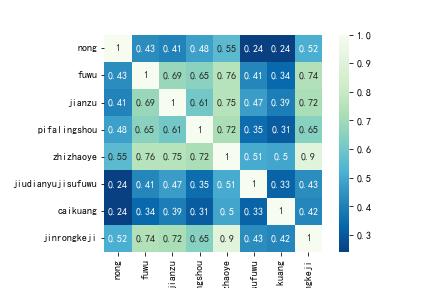 nong 1 0.43 0.41 0.48 0.55 0.24 0.24 0.52
fuwu 0.43 1 0.69 0.65 0.76 0.41 0.34 0.74
jianzu 0.41 0.69 1 0.61 0.75 0.47 0.39 0.72
pifalingshou 0.48 0.65 0.61 1 0.72 0.35 0.31 0.65
zhizhaoye 0.55 0.76 0.75 0.72 1 0.51 0.5 0.9
jiudianyujisufuwu 0.24 0.41 0.47 0.35 0.51 1 0.33 0.43
caikuang 0.24 0.34 0.39 0.31 0.5 0.33 1 0.42
jinrongkeji 0.52 0.74 0.72 0.65 0.9 0.43 0.42 1
nong fuwu jianzu ngshou chaoye sufuwu kuang ngkeji
1.0
0.9
0.8
0.7
0.6
0.5
0.4
0.3